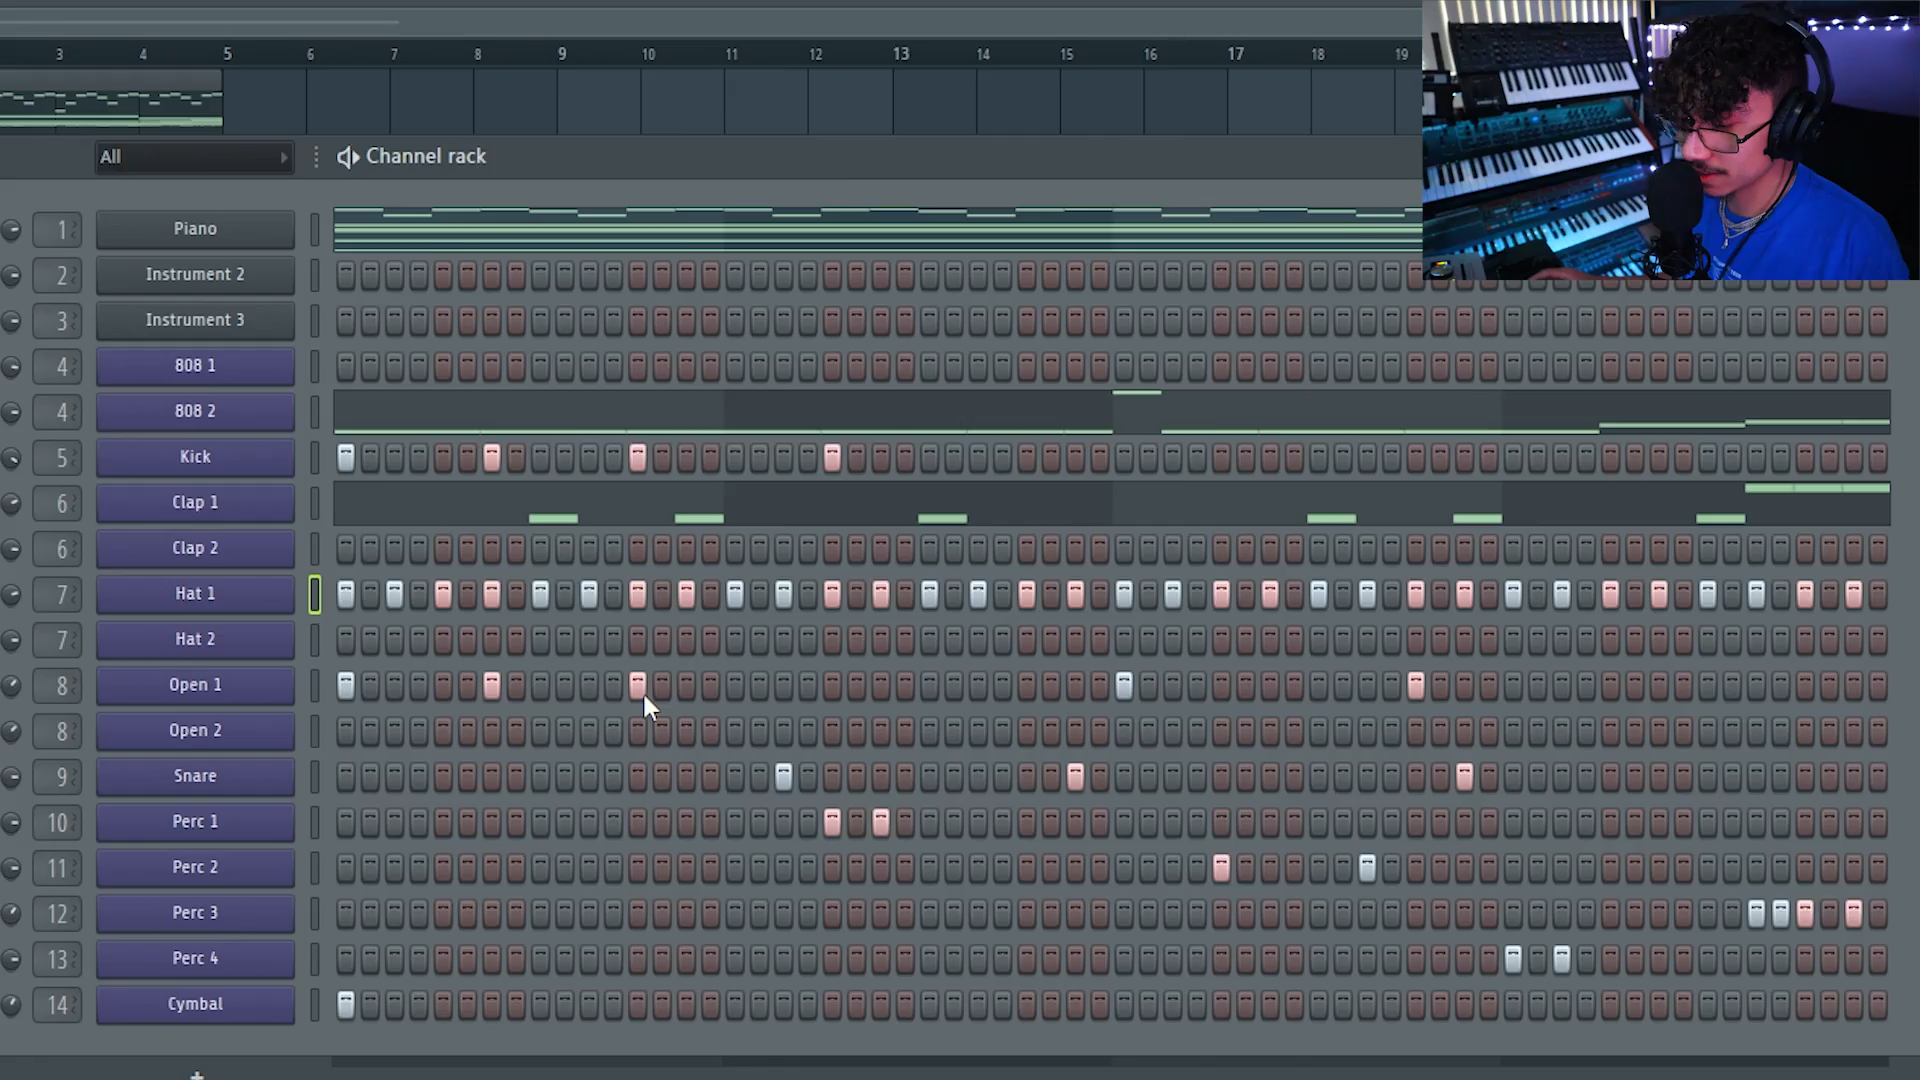 3 4 5 6 7 8 9 10 11 12 13 14 15 16 17 18 19
All Channel rack
1 Piano
2 Instrument 2
3 Instrument 3
4 808 1
4 808 2
5 Kick
6 Clap 1
6 Clap 2
7 Hat 1
7 Hat 2
8 Open 1
8 Open 2
9 Snare
10 Perc 1
11 Perc 2
12 Perc 3
13 Perc 4
14 Cymbal
+